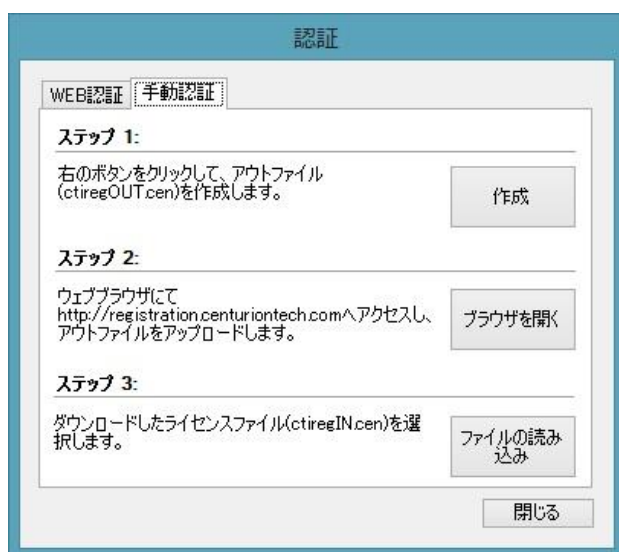 認証
WEB認証 手動認証
ステップ 1:
右のボタンをクリックして、アウトファイル
(ctiregOUT.cen)を作成します。
作成
ステップ 2:
ウェブブラウザにて
http://registration.centuriontech.comへアクセスし、
アウトファイルをアップロードします。
ブラウザを開く
ステップ 3:
ダウンロードしたライセンスファイル(ctiregIN.cen)を選
択します。
ファイルの読み
込み
閉じる